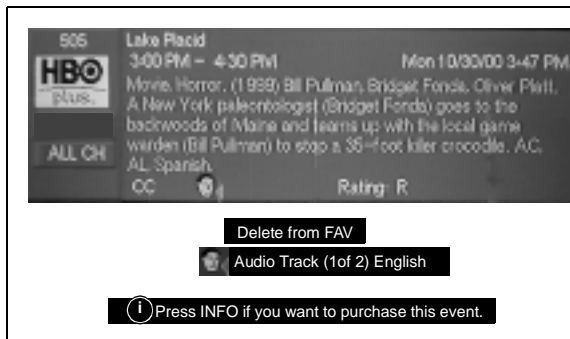 505
Lake Placid
HBO
plus.
3:00 PM – 4:30 PM Mon 10/30/00 3:47 PM
Movie, Horror, (1999) Bill Pullman, Bridget Fonda, Oliver Platt.
A New York paleontologist (Bridget Fonda) goes to the
backwoods of Maine and teams up with the local game
warden (Bill Pullman) to stop a 35-foot killer crocodile. AC,
AL, Spanish.
ALL CH
CC Rating: R
Delete from FAV
Audio Track (1of 2) English
i Press INFO if you want to purchase this event.